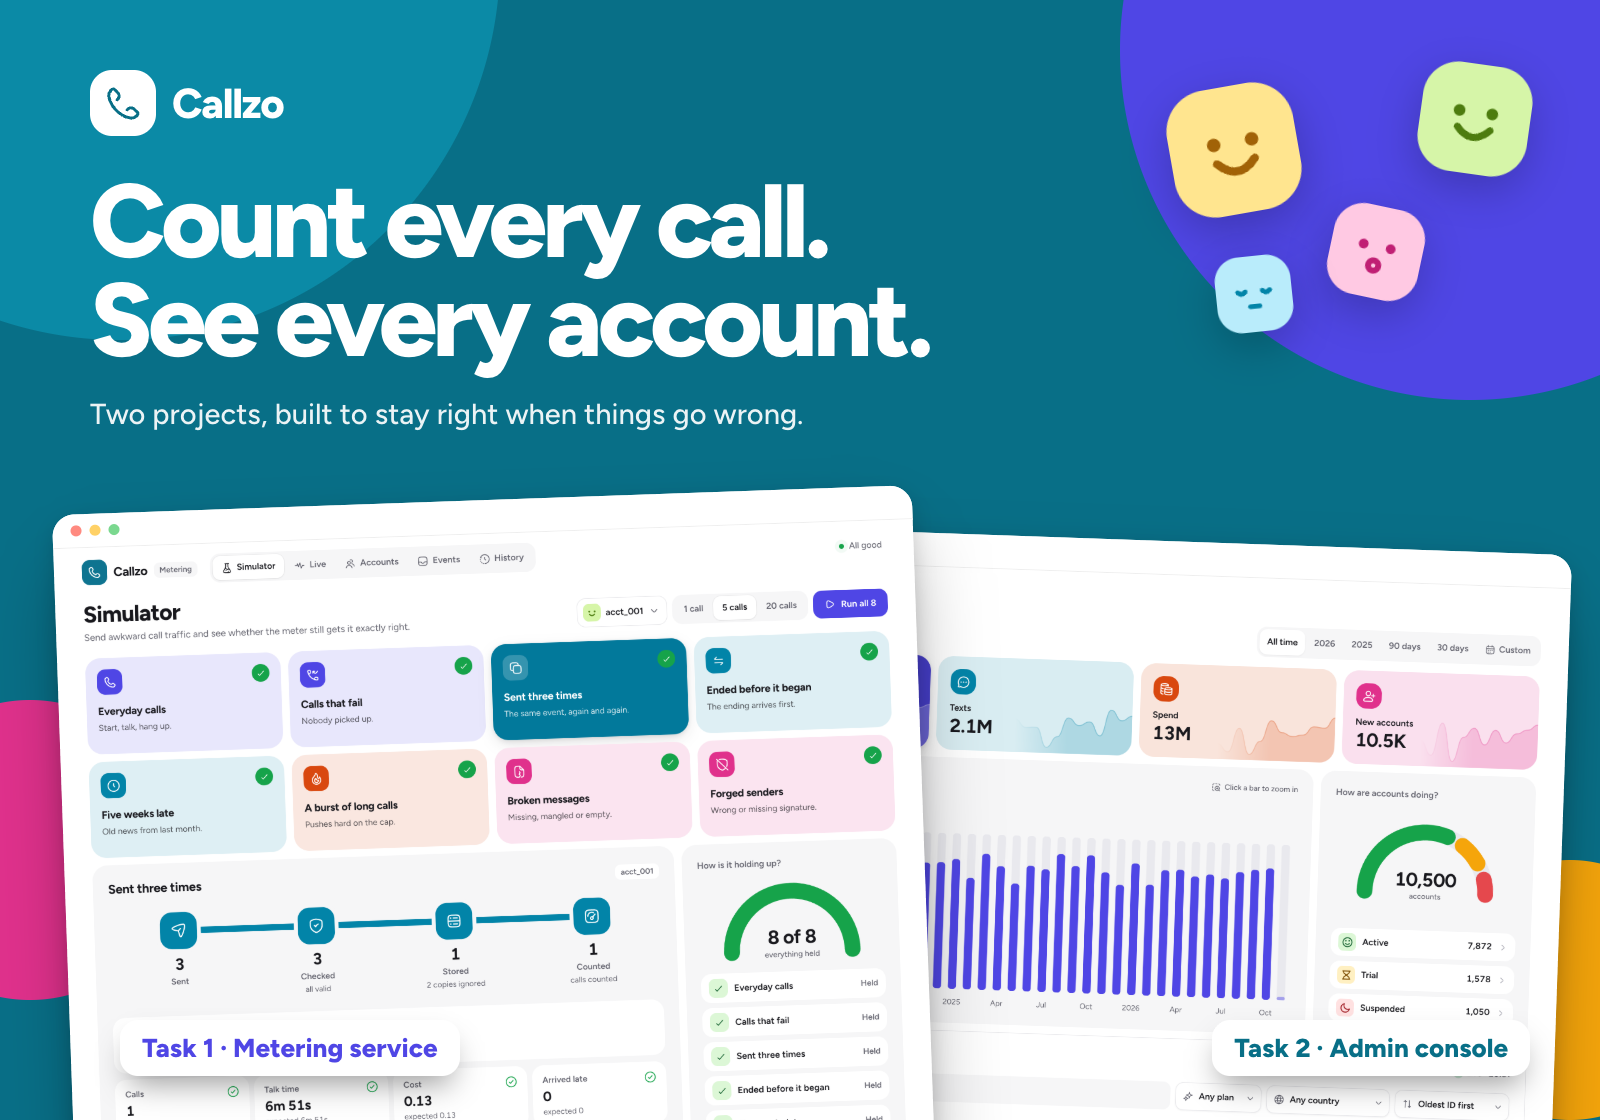 Callzo
Count every call.
See every account.
Two projects, built to stay right when things go wrong.
Callzo
Metering
Simulator
Live
Accounts
Events
History
All good
Simulator
Send awkward call traffic and see whether the meter still gets it exactly right.
acct_001
1 call
5 calls
20 calls
Run all 8
Everyday calls
Start, talk, hang up.
Calls that fail
Nobody picked up.
Sent three times
The same event, again and again.
Ended before it began
The ending arrives first.
Five weeks late
Old news from last month.
A burst of long calls
Pushes hard on the cap.
Broken messages
Missing, mangled or empty.
Forged senders
Wrong or missing signature.
Sent three times
acct_001
3
Sent
3
Checked
all valid
1
Stored
2 copies ignored
1
Counted
calls counted
How is it holding up?
8 of 8
everything held
Everyday calls
Held
Calls that fail
Held
Sent three times
Held
Ended before it began
Held
Held
Task 1 · Metering service
Calls
1
Talk time
6m 51s
expected 6m 51s
Cost
0.13
expected 0.13
Arrived late
0
expected 0
All time
2026
2025
90 days
30 days
Custom
Texts
2.1M
Spend
13M
New accounts
10.5K
Click a bar to zoom in
2025
Apr
Jul
Oct
2026
Apr
Jul
Oct
How are accounts doing?
10,500
accounts
Active
7,872
Trial
1,578
Suspended
1,050
Task 2 · Admin console
Any plan
Any country
Oldest ID first